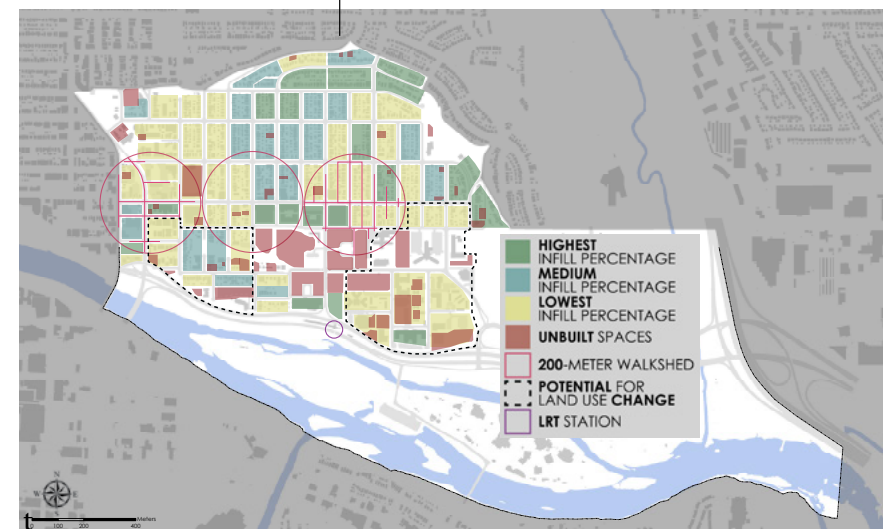 HIGHEST
INFILL PERCENTAGE
MEDIUM
INFILL PERCENTAGE
LOWEST
INFILL PERCENTAGE
UNBUILT SPACES
200-METER WALKSHED
POTENTIAL FOR
LAND USE CHANGE
LRT STATION
N
W E
S
t
Meters
0 100 200 400